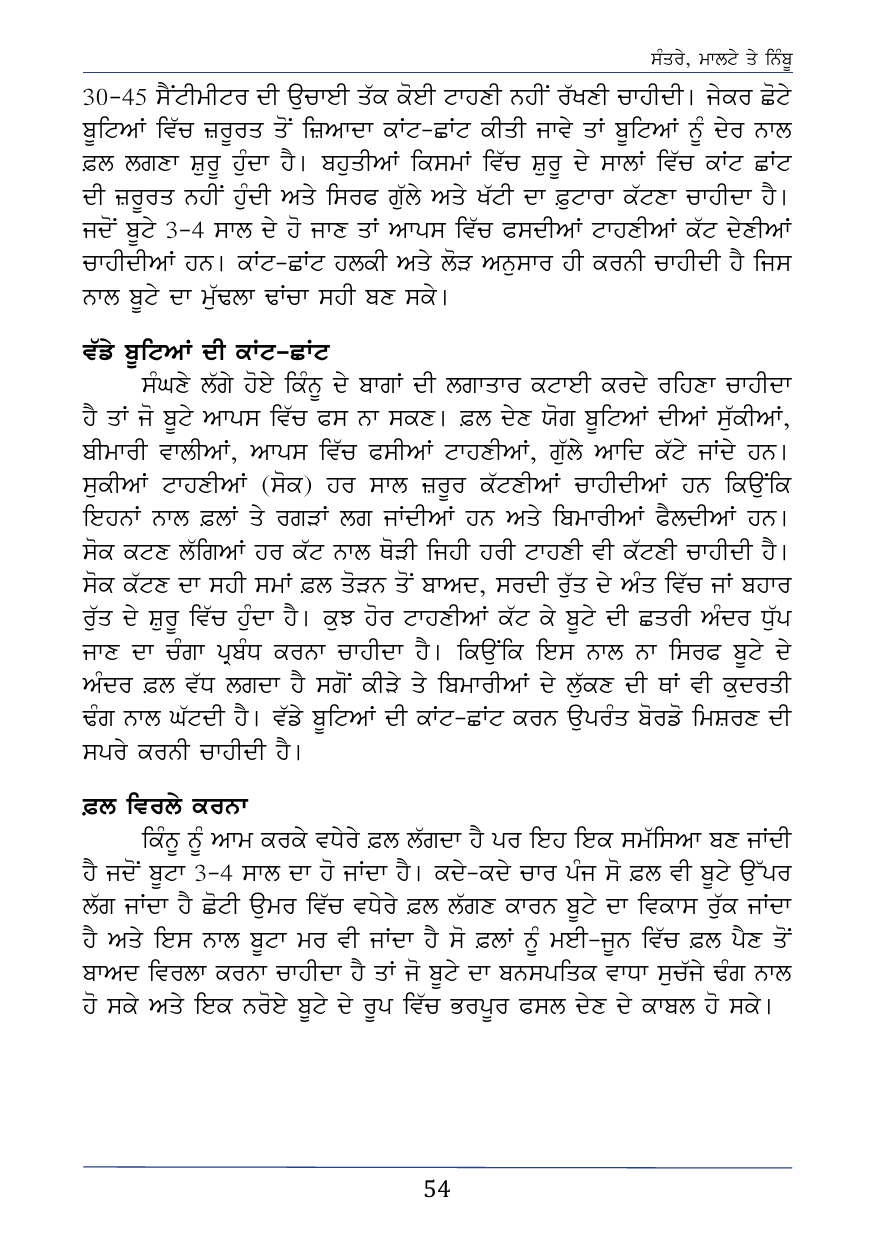 ਸੰਤਰੇ, ਮਾਲਟੇ ਤੇ ਨਿੰਬੂ
30-45 ਸੈਂਟੀਮੀਟਰ ਦੀ ਉਚਾਈ ਤੱਕ ਕੋਈ ਟਾਹਣੀ ਨਹੀਂ ਰੱਖਣੀ ਚਾਹੀਦੀ। ਜੇਕਰ ਛੋਟੇ
ਬੂਟਿਆਂ ਵਿੱਚ ਜ਼ਰੂਰਤ ਤੋਂ ਜ਼ਿਆਦਾ ਕਾਂਟ-ਛਾਂਟ ਕੀਤੀ ਜਾਵੇ ਤਾਂ ਬੂਟਿਆਂ ਨੂੰ ਦੇਰ ਨਾਲ
ਫ਼ਲ ਲਗਣਾ ਸ਼ੁਰੂ ਹੁੰਦਾ ਹੈ। ਬਹੁਤੀਆਂ ਕਿਸਮਾਂ ਵਿੱਚ ਸ਼ੁਰੂ ਦੇ ਸਾਲਾਂ ਵਿੱਚ ਕਾਂਟ ਛਾਂਟ
ਦੀ ਜ਼ਰੂਰਤ ਨਹੀਂ ਹੁੰਦੀ ਅਤੇ ਸਿਰਫ ਗੁੱਲੇ ਅਤੇ ਖੱਟੀ ਦਾ ਫ਼ੁਟਾਰਾ ਕੱਟਣਾ ਚਾਹੀਦਾ ਹੈ।
ਜਦੋਂ ਬੂਟੇ 3-4 ਸਾਲ ਦੇ ਹੋ ਜਾਣ ਤਾਂ ਆਪਸ ਵਿੱਚ ਫਸਦੀਆਂ ਟਾਹਣੀਆਂ ਕੱਟ ਦੇਣੀਆਂ
ਚਾਹੀਦੀਆਂ ਹਨ। ਕਾਂਟ-ਛਾਂਟ ਹਲਕੀ ਅਤੇ ਲੋੜ ਅਨੁਸਾਰ ਹੀ ਕਰਨੀ ਚਾਹੀਦੀ ਹੈ ਜਿਸ
ਨਾਲ ਬੂਟੇ ਦਾ ਮੁੱਢਲਾ ਢਾਂਚਾ ਸਹੀ ਬਣ ਸਕੇ।
ਵੱਡੇ ਬੂਟਿਆਂ ਦੀ ਕਾਂਟ-ਛਾਂਟ
ਸੰਘਣੇ ਲੱਗੇ ਹੋਏ ਕਿੰਨੂ ਦੇ ਬਾਗਾਂ ਦੀ ਲਗਾਤਾਰ ਕਟਾਈ ਕਰਦੇ ਰਹਿਣਾ ਚਾਹੀਦਾ
ਹੈ ਤਾਂ ਜੋ ਬੂਟੇ ਆਪਸ ਵਿੱਚ ਫਸ ਨਾ ਸਕਣ। ਫ਼ਲ ਦੇਣ ਯੋਗ ਬੂਟਿਆਂ ਦੀਆਂ ਸੁੱਕੀਆਂ,
ਬੀਮਾਰੀ ਵਾਲੀਆਂ, ਆਪਸ ਵਿੱਚ ਫਸੀਆਂ ਟਾਹਣੀਆਂ, ਗੁੱਲੇ ਆਦਿ ਕੱਟੇ ਜਾਂਦੇ ਹਨ।
ਸੁਕੀਆਂ ਟਾਹਣੀਆਂ (ਸੋਕ) ਹਰ ਸਾਲ ਜ਼ਰੂਰ ਕੱਟਣੀਆਂ ਚਾਹੀਦੀਆਂ ਹਨ ਕਿਉਂਕਿ
ਇਹਨਾਂ ਨਾਲ ਫ਼ਲਾਂ ਤੇ ਰਗੜਾਂ ਲਗ ਜਾਂਦੀਆਂ ਹਨ ਅਤੇ ਬਿਮਾਰੀਆਂ ਫੈਲਦੀਆਂ ਹਨ।
ਸੋਕ ਕਟਣ ਲੱਗਿਆਂ ਹਰ ਕੱਟ ਨਾਲ ਥੋੜੀ ਜਿਹੀ ਹਰੀ ਟਾਹਣੀ ਵੀ ਕੱਟਣੀ ਚਾਹੀਦੀ ਹੈ।
ਸੋਕ ਕੱਟਣ ਦਾ ਸਹੀ ਸਮਾਂ ਫ਼ਲ ਤੋੜਨ ਤੋਂ ਬਾਅਦ, ਸਰਦੀ ਰੁੱਤ ਦੇ ਅੰਤ ਵਿੱਚ ਜਾਂ ਬਹਾਰ
ਰੁੱਤ ਦੇ ਸ਼ੁਰੂ ਵਿੱਚ ਹੁੰਦਾ ਹੈ। ਕੁਝ ਹੋਰ ਟਾਹਣੀਆਂ ਕੱਟ ਕੇ ਬੂਟੇ ਦੀ ਛਤਰੀ ਅੰਦਰ ਧੁੱਪ
ਜਾਣ ਦਾ ਚੰਗਾ ਪ੍ਰਬੰਧ ਕਰਨਾ ਚਾਹੀਦਾ ਹੈ। ਕਿਉਂਕਿ ਇਸ ਨਾਲ ਨਾ ਸਿਰਫ ਬੂਟੇ ਦੇ
ਅੰਦਰ ਫ਼ਲ ਵੱਧ ਲਗਦਾ ਹੈ ਸਗੋਂ ਕੀੜੇ ਤੇ ਬਿਮਾਰੀਆਂ ਦੇ ਲੁੱਕਣ ਦੀ ਥਾਂ ਵੀ ਕੁਦਰਤੀ
ਢੰਗ ਨਾਲ ਘੱਟਦੀ ਹੈ। ਵੱਡੇ ਬੂਟਿਆਂ ਦੀ ਕਾਂਟ-ਛਾਂਟ ਕਰਨ ਉਪਰੰਤ ਬੋਰਡੋ ਮਿਸ਼ਰਣ ਦੀ
ਸਪਰੇ ਕਰਨੀ ਚਾਹੀਦੀ ਹੈ।
ਫ਼ਲ ਵਿਰਲੇ ਕਰਨਾ
ਕਿੰਨੂ ਨੂੰ ਆਮ ਕਰਕੇ ਵਧੇਰੇ ਫ਼ਲ ਲੱਗਦਾ ਹੈ ਪਰ ਇਹ ਇਕ ਸਮੱਸਿਆ ਬਣ ਜਾਂਦੀ
ਹੈ ਜਦੋਂ ਬੂਟਾ 3-4 ਸਾਲ ਦਾ ਹੋ ਜਾਂਦਾ ਹੈ। ਕਦੇ-ਕਦੇ ਚਾਰ ਪੰਜ ਸੋ ਫ਼ਲ ਵੀ ਬੂਟੇ ਉੱਪਰ
ਲੱਗ ਜਾਂਦਾ ਹੈ ਛੋਟੀ ਉਮਰ ਵਿੱਚ ਵਧੇਰੇ ਫ਼ਲ ਲੱਗਣ ਕਾਰਨ ਬੂਟੇ ਦਾ ਵਿਕਾਸ ਰੁੱਕ ਜਾਂਦਾ
ਹੈ ਅਤੇ ਇਸ ਨਾਲ ਬੂਟਾ ਮਰ ਵੀ ਜਾਂਦਾ ਹੈ ਸੋ ਫ਼ਲਾਂ ਨੂੰ ਮਈ-ਜੂਨ ਵਿੱਚ ਫ਼ਲ ਪੈਣ ਤੋਂ
ਬਾਅਦ ਵਿਰਲਾ ਕਰਨਾ ਚਾਹੀਦਾ ਹੈ ਤਾਂ ਜੋ ਬੂਟੇ ਦਾ ਬਨਸਪਤਿਕ ਵਾਧਾ ਸੁਚੱਜੇ ਢੰਗ ਨਾਲ
ਹੋ ਸਕੇ ਅਤੇ ਇਕ ਨਰੋਏ ਬੂਟੇ ਦੇ ਰੂਪ ਵਿੱਚ ਭਰਪੂਰ ਫਸਲ ਦੇਣ ਦੇ ਕਾਬਲ ਹੋ ਸਕੇ।
54